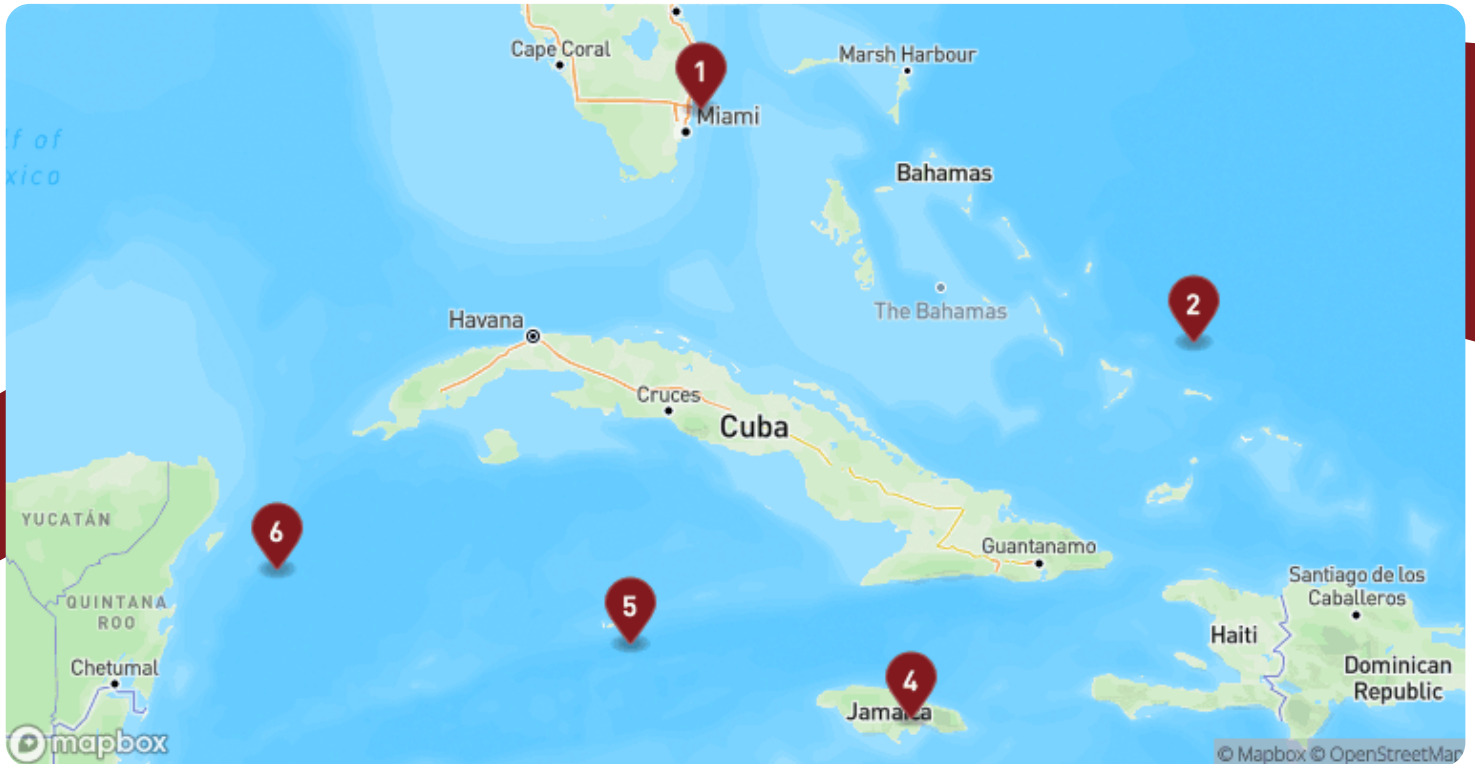 Cape Coral
Marsh Harbour
1
Miami
lf of
xico
Bahamas
2
The Bahamas
Havana
Cruces
Cuba
YUCATÁN
6
Guantanamo
Santiago de los
Caballeros
QUINTANA
ROO
5
Haiti
Chetumal
4
Dominican
Republic
Jamaica
mapbox
© Mapbox © OpenStreetMap